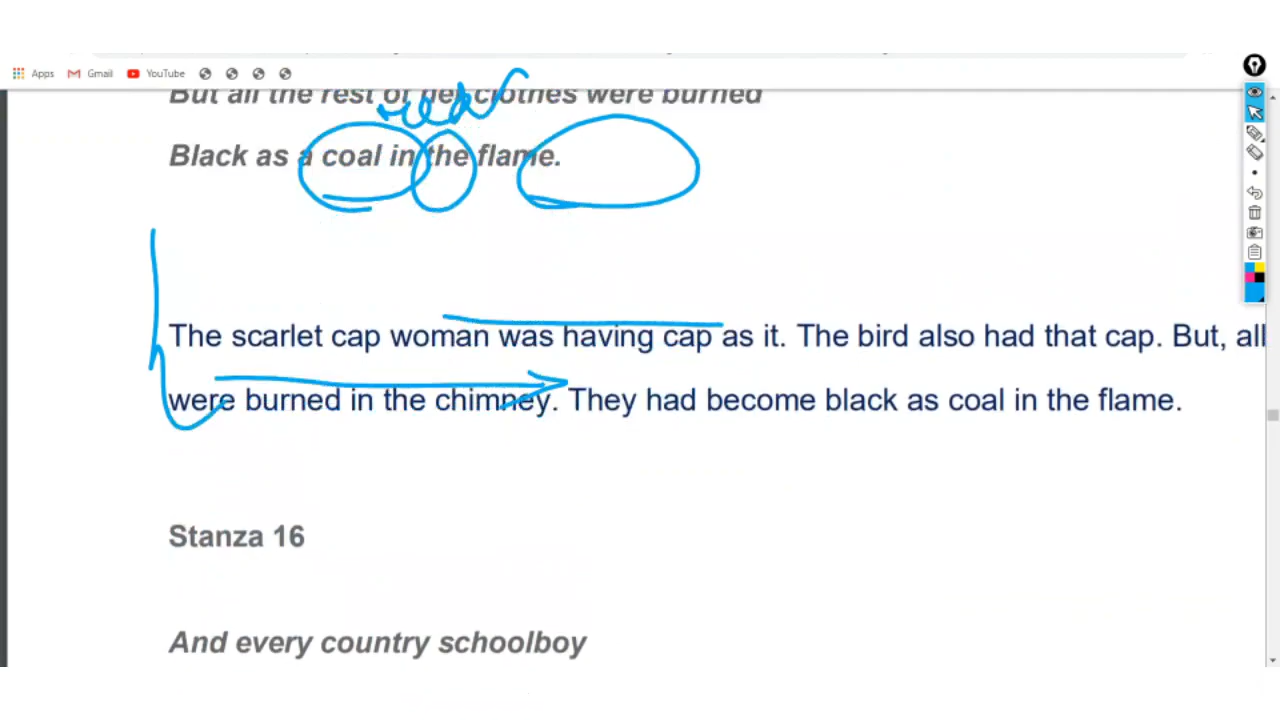 Apps Gmail YouTube
But all the rest of her clothes were burned
red
Black as a coal in the flame.
The scarlet cap woman was having cap as it. The bird also had that cap. But, all
were burned in the chimney. They had become black as coal in the flame.
Stanza 16
And every country schoolboy